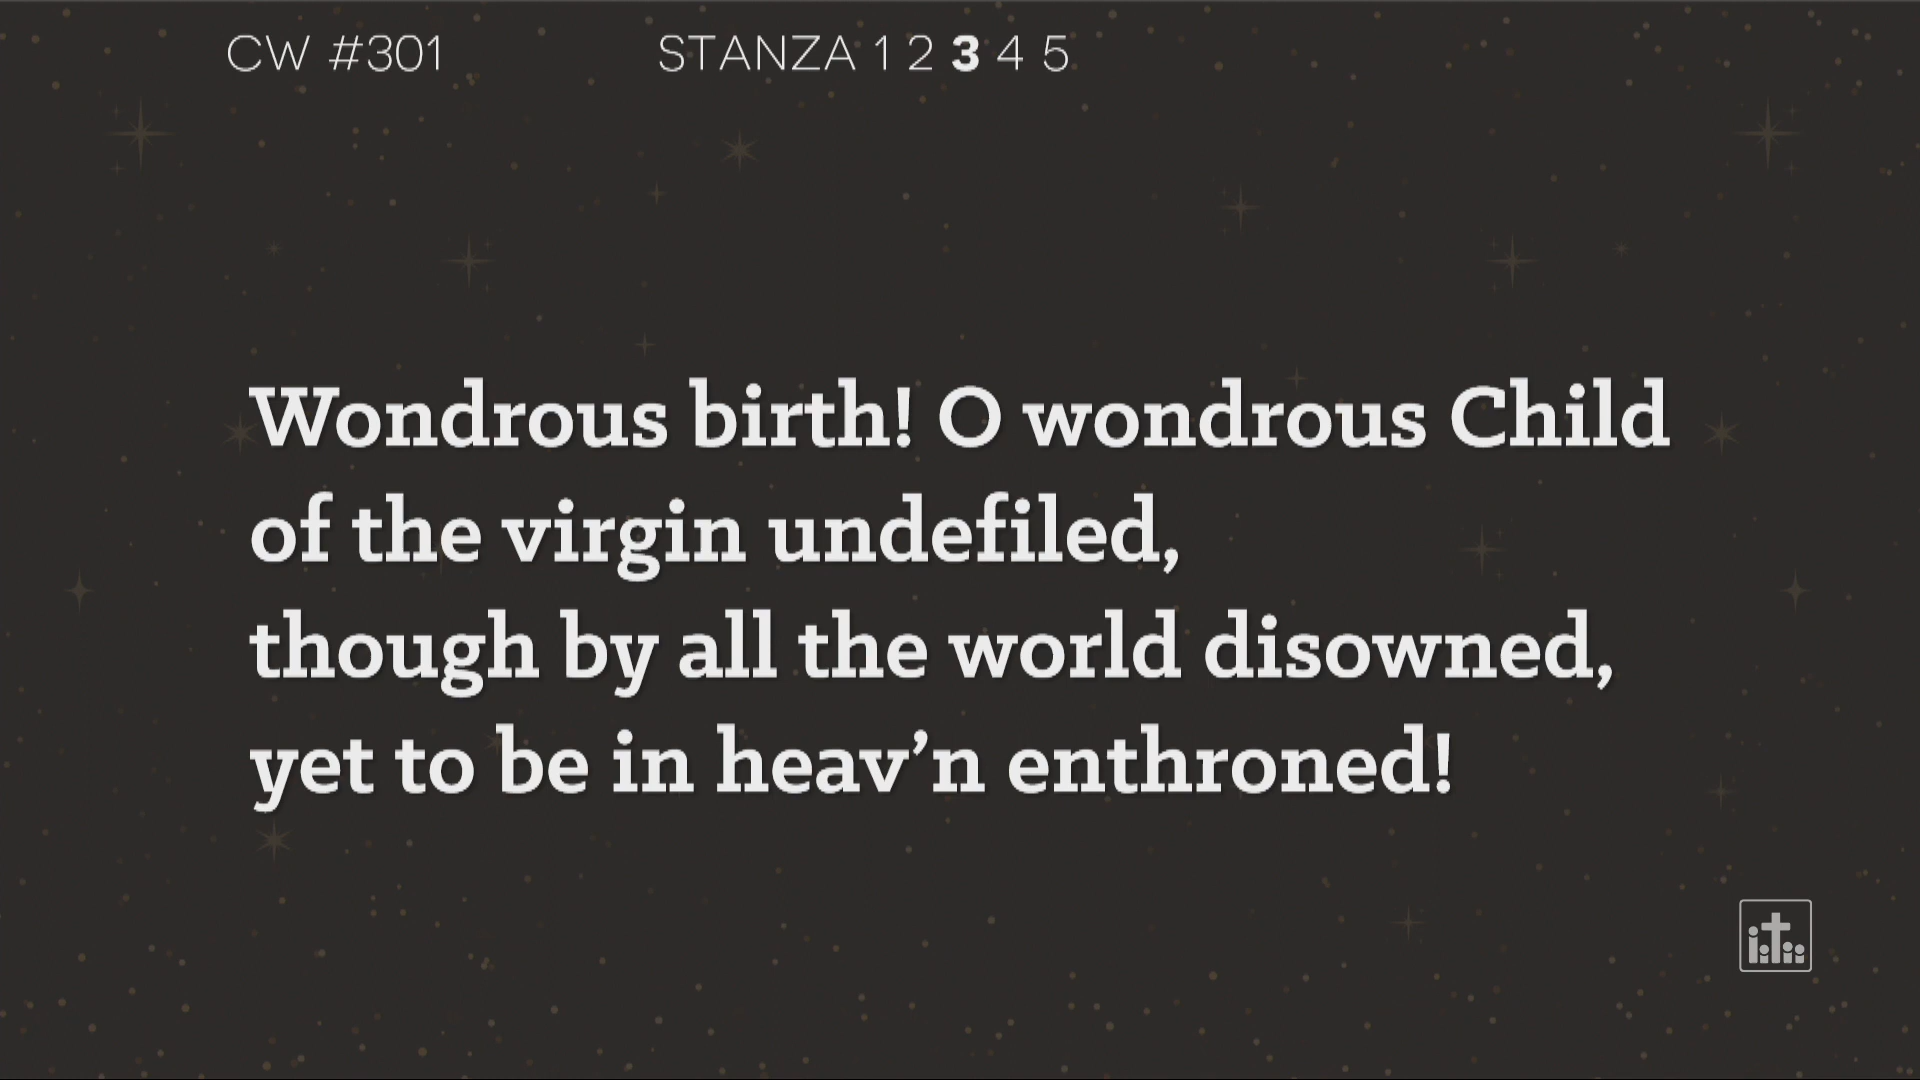 CW #301 STANZA 1 2 3 4 5
Wondrous birth! O wondrous Child
of the virgin undefiled,
though by all the world disowned,
yet to be in heav’n enthroned!